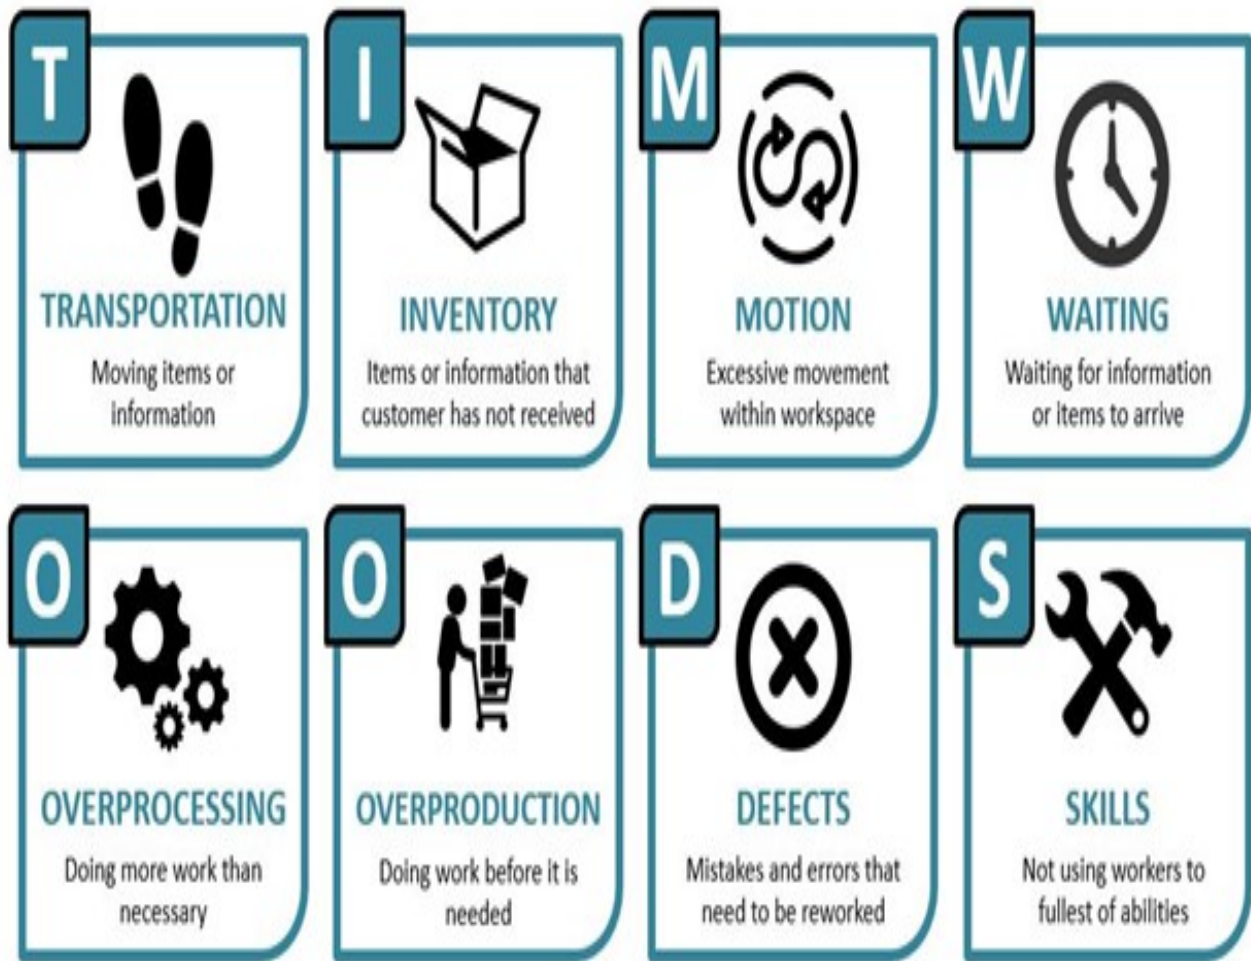 T
TRANSPORTATION
Moving items or
information
I
INVENTORY
Items or information that
customer has not received
M
MOTION
Excessive movement
within workspace
W
WAITING
Waiting for information
or items to arrive
O
OVERPROCESSING
Doing more work than
necessary
O
OVERPRODUCTION
Doing work before it is
needed
D
DEFECTS
Mistakes and errors that
need to be reworked
S
SKILLS
Not using workers to
fullest of abilities